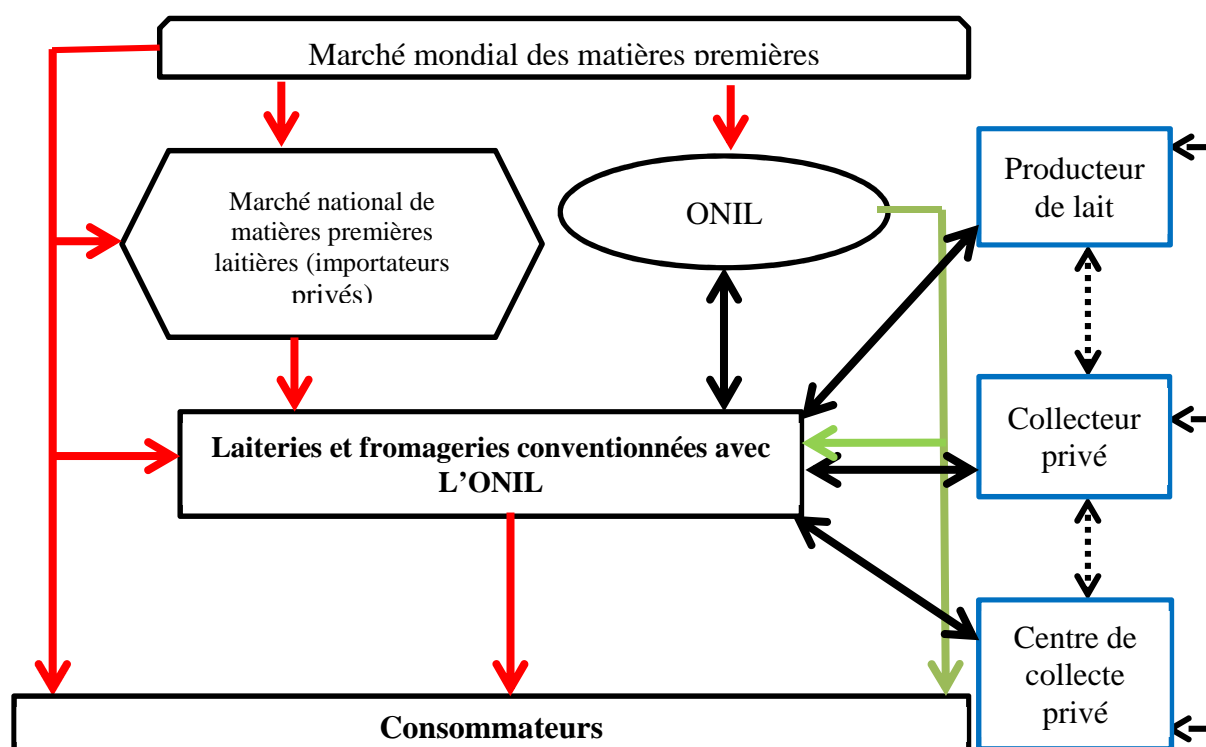 Marché mondial des matières premières
Marché national de
matières premières
laitières (importateurs
privés)
ONIL
Producteur
de lait
Laiteries et fromageries conventionnées avec
L’ONIL
Collecteur
privé
Centre de
collecte
privé
Consommateurs